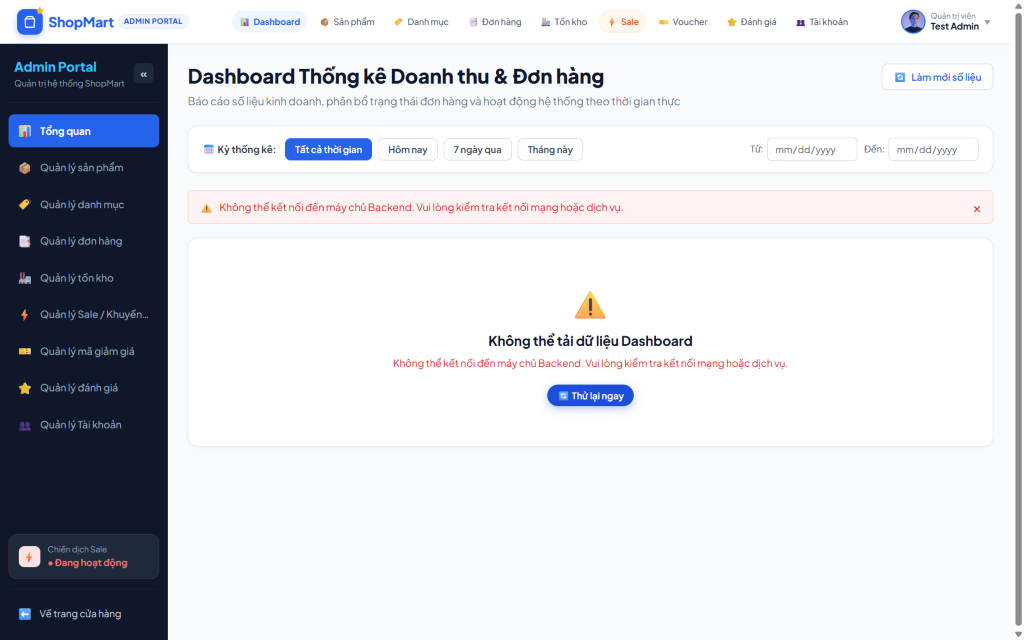 ShopMart ADMIN PORTAL
Dashboard Sản phẩm Danh mục Đơn hàng Tồn kho Sale Voucher Đánh giá Tài khoản
Quản trị viên
Test Admin ▼
Admin Portal
Quản trị hệ thống ShopMart
«
Tổng quan
Quản lý sản phẩm
Quản lý danh mục
Quản lý đơn hàng
Quản lý tồn kho
Quản lý Sale / Khuyến...
Quản lý mã giảm giá
Quản lý đánh giá
Quản lý Tài khoản
Chiến dịch Sale
● Đang hoạt động
Về trang cửa hàng
Dashboard Thống kê Doanh thu & Đơn hàng
Báo cáo số liệu kinh doanh, phân bổ trạng thái đơn hàng và hoạt động hệ thống theo thời gian thực
Làm mới số liệu
Kỳ thống kê: Tất cả thời gian Hôm nay 7 ngày qua Tháng này Từ: mm/dd/yyyy Đến: mm/dd/yyyy
Không thể kết nối đến máy chủ Backend. Vui lòng kiểm tra kết nối mạng hoặc dịch vụ. ×
Không thể tải dữ liệu Dashboard
Không thể kết nối đến máy chủ Backend. Vui lòng kiểm tra kết nối mạng hoặc dịch vụ.
Thử lại ngay